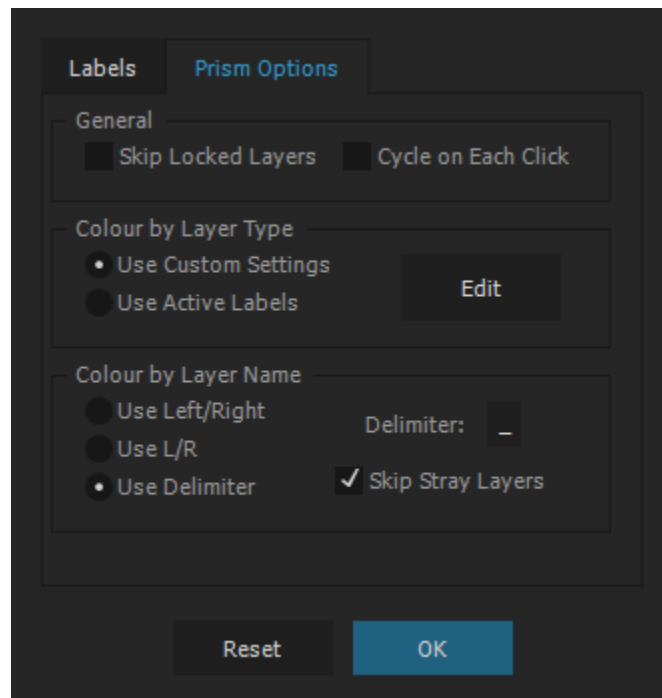 Labels Prism Options
General
Skip Locked Layers Cycle on Each Click
Colour by Layer Type
Use Custom Settings
Use Active Labels
Edit
Colour by Layer Name
Use Left/Right
Use L/R
Use Delimiter
Delimiter: _
Skip Stray Layers
Reset OK